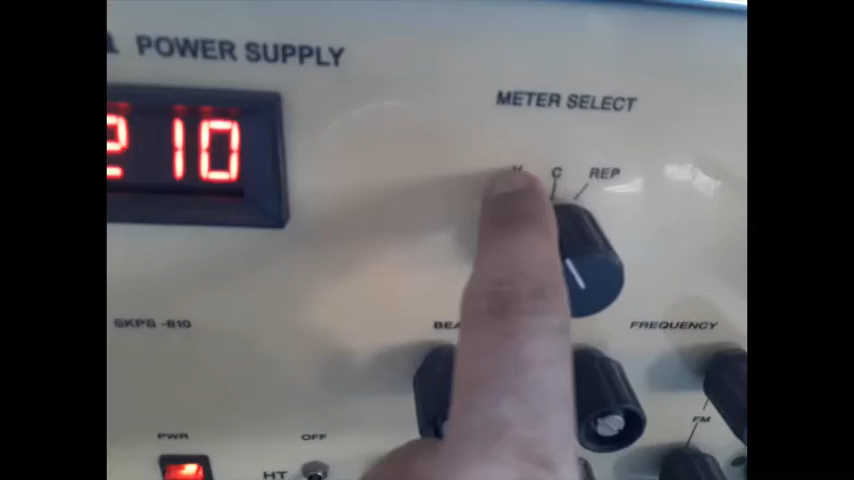 POWER SUPPLY
METER SELECT
210
C REP
SKPS -610
FREQUENCY
FM
PWR
OFF
HT